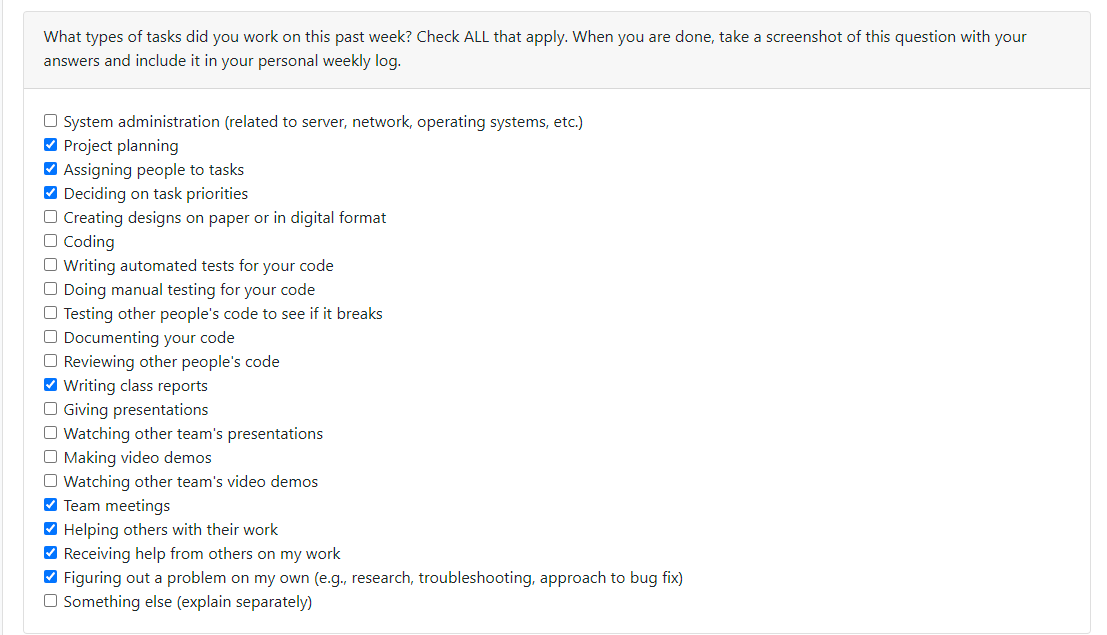 What types of tasks did you work on this past week? Check ALL that apply. When you are done, take a screenshot of this question with your
answers and include it in your personal weekly log.
System administration (related to server, network, operating systems, etc.)
Project planning
Assigning people to tasks
Deciding on task priorities
Creating designs on paper or in digital format
Coding
Writing automated tests for your code
Doing manual testing for your code
Testing other people's code to see if it breaks
Documenting your code
Reviewing other people's code
Writing class reports
Giving presentations
Watching other team's presentations
Making video demos
Watching other team's video demos
Team meetings
Helping others with their work
Receiving help from others on my work
Figuring out a problem on my own (e.g., research, troubleshooting, approach to bug fix)
Something else (explain separately)